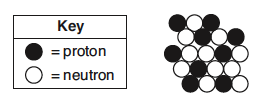 Key
= proton
= neutron